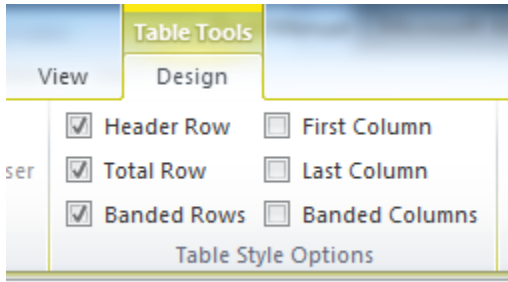 Table Tools
View Design
Header Row First Column
ser Total Row Last Column
Banded Rows Banded Columns
Table Style Options